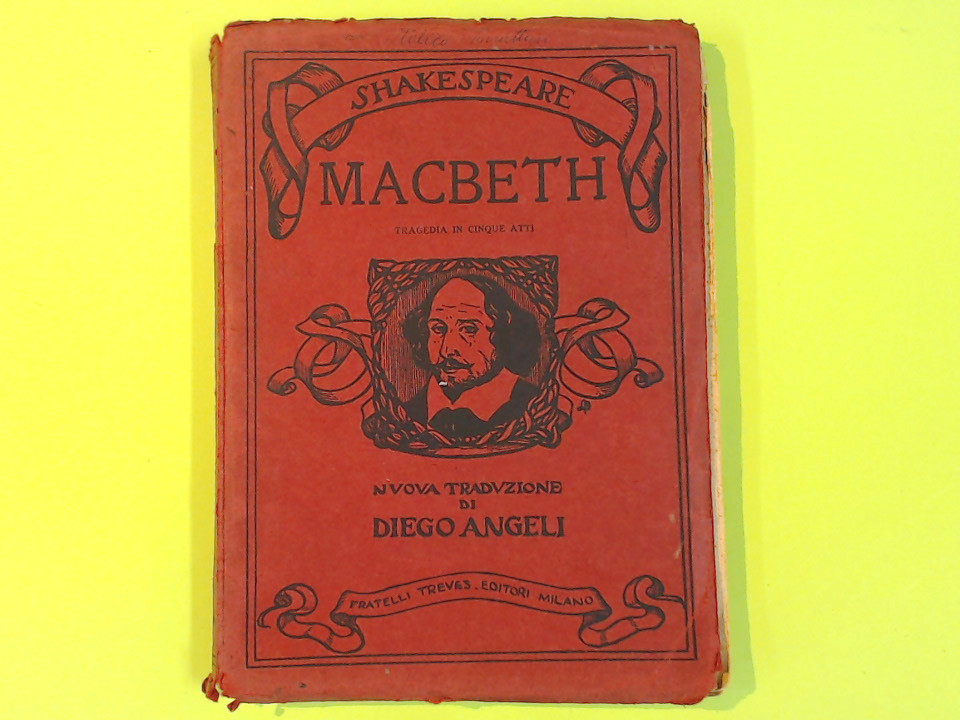 SHAKESPEARE
MACBETH
TRAGEDIA IN CINQUE ATTI
NVOVA TRADVZIONE
DI
DIEGO ANGELI
FRATELLI TREVES - EDITORI MILANO